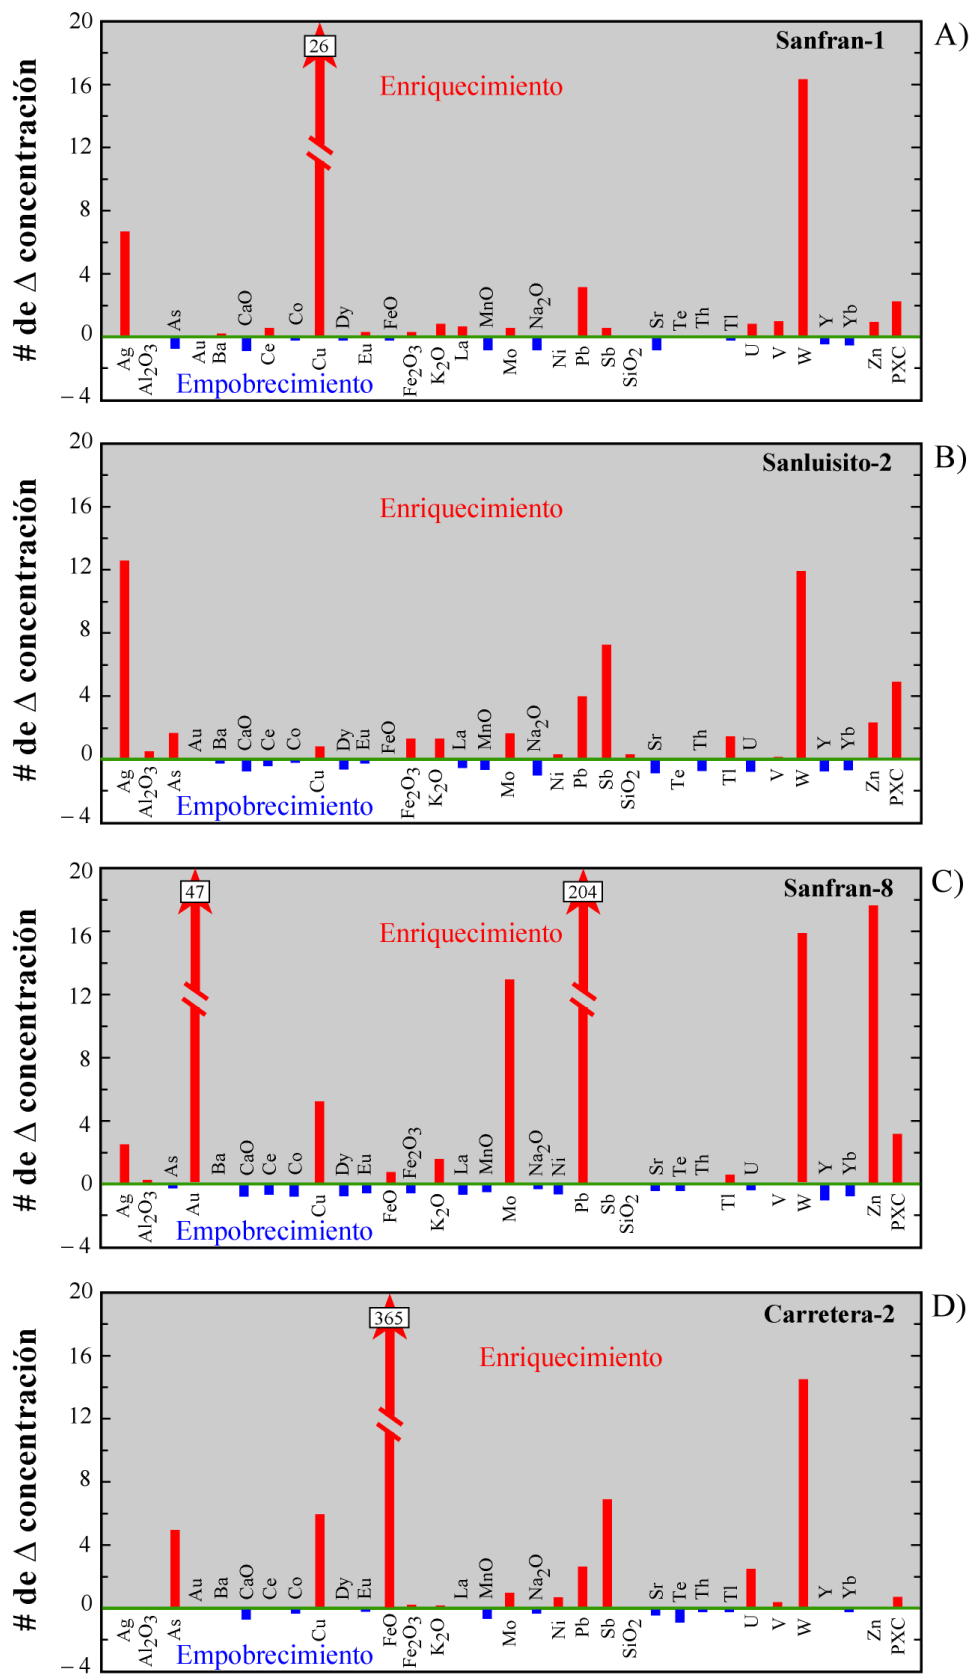 A)
Sanfran-1
# de Δ concentración
20
16
12
8
4
0
– 4
26
Enriquecimiento
As CaO Co Dy FeO MnO Na2O Sr Te Th Tl Y Yb
Ag Al2O3 Au Ba Ce Cu Eu Fe2O3 K2O La Mo Ni Pb Sb SiO2 U V W Zn PXC
Empobrecimiento
B)
Sanluisito-2
# de Δ concentración
20
16
12
8
4
0
– 4
Enriquecimiento
Au Ba CaO Ce Co Dy Eu FeO La MnO Na2O Sr Th U Y Yb
Ag Al2O3 As Cu Fe2O3 K2O Mo Ni Pb Sb SiO2 Te Tl V W Zn PXC
Empobrecimiento
C)
Sanfran-8
# de Δ concentración
20
16
12
8
4
0
– 4
47
204
Enriquecimiento
As Ba CaO Ce Co Dy Eu Fe2O3 La MnO Na2O Ni Sr Te Th U Y Yb
Ag Al2O3 Au Cu FeO K2O Mo Pb Sb SiO2 Tl V W Zn PXC
Empobrecimiento
D)
Carretera-2
# de Δ concentración
20
16
12
8
4
0
– 4
365
Enriquecimiento
Au Ba CaO Ce Co Dy Eu La MnO Na2O Sr Te Th Tl Y Yb
Ag Al2O3 As Cu FeO Fe2O3 K2O Mo Ni Pb Sb SiO2 U V W Zn PXC
Empobrecimiento